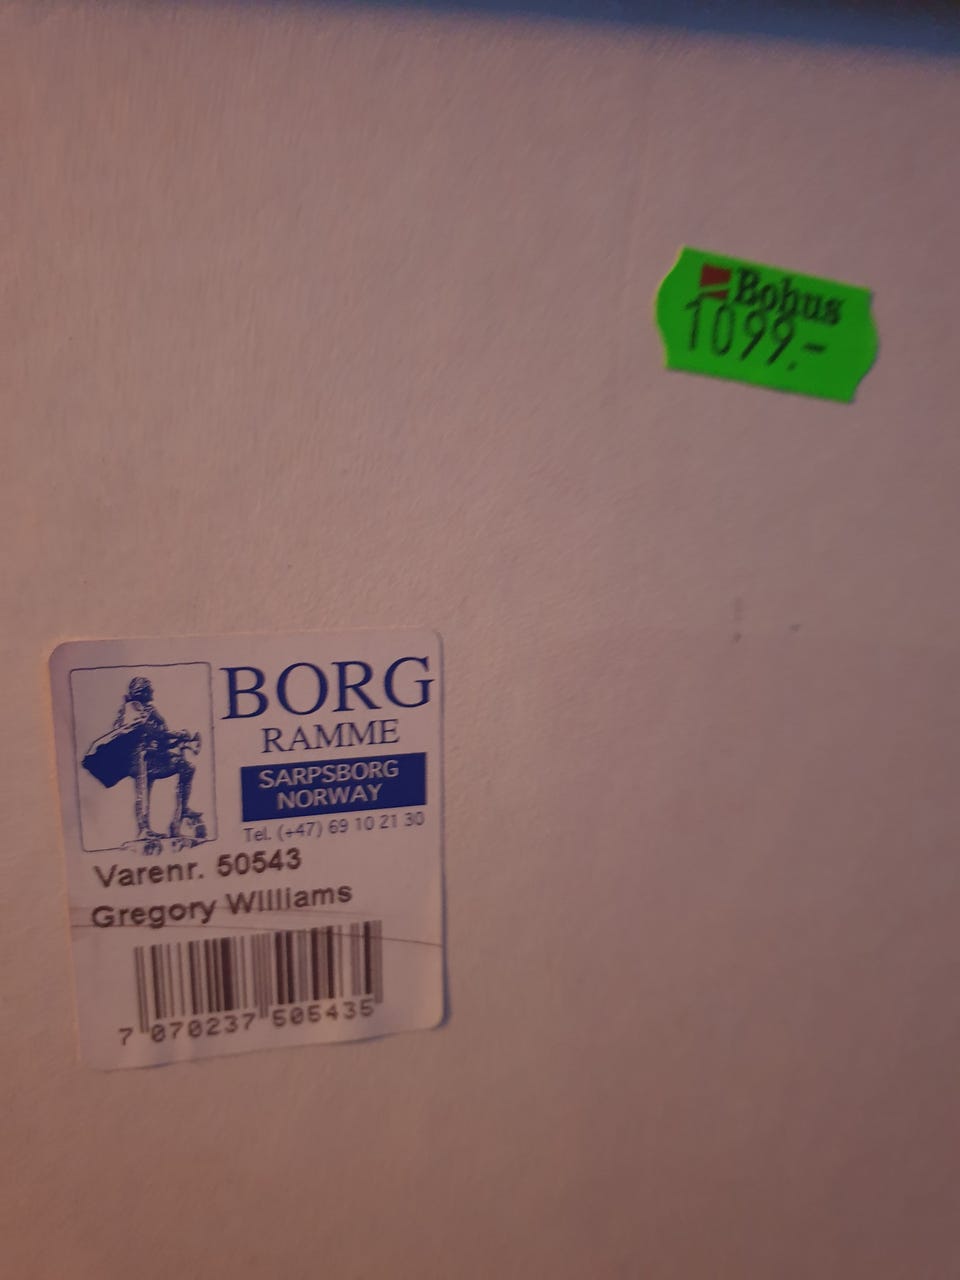 Bohus
1099.-
BORG
RAMME
SARPSBORG
NORWAY
Tel. (+47) 69 10 21 30
Varenr. 50543
Gregory Williams
7 070237 505435